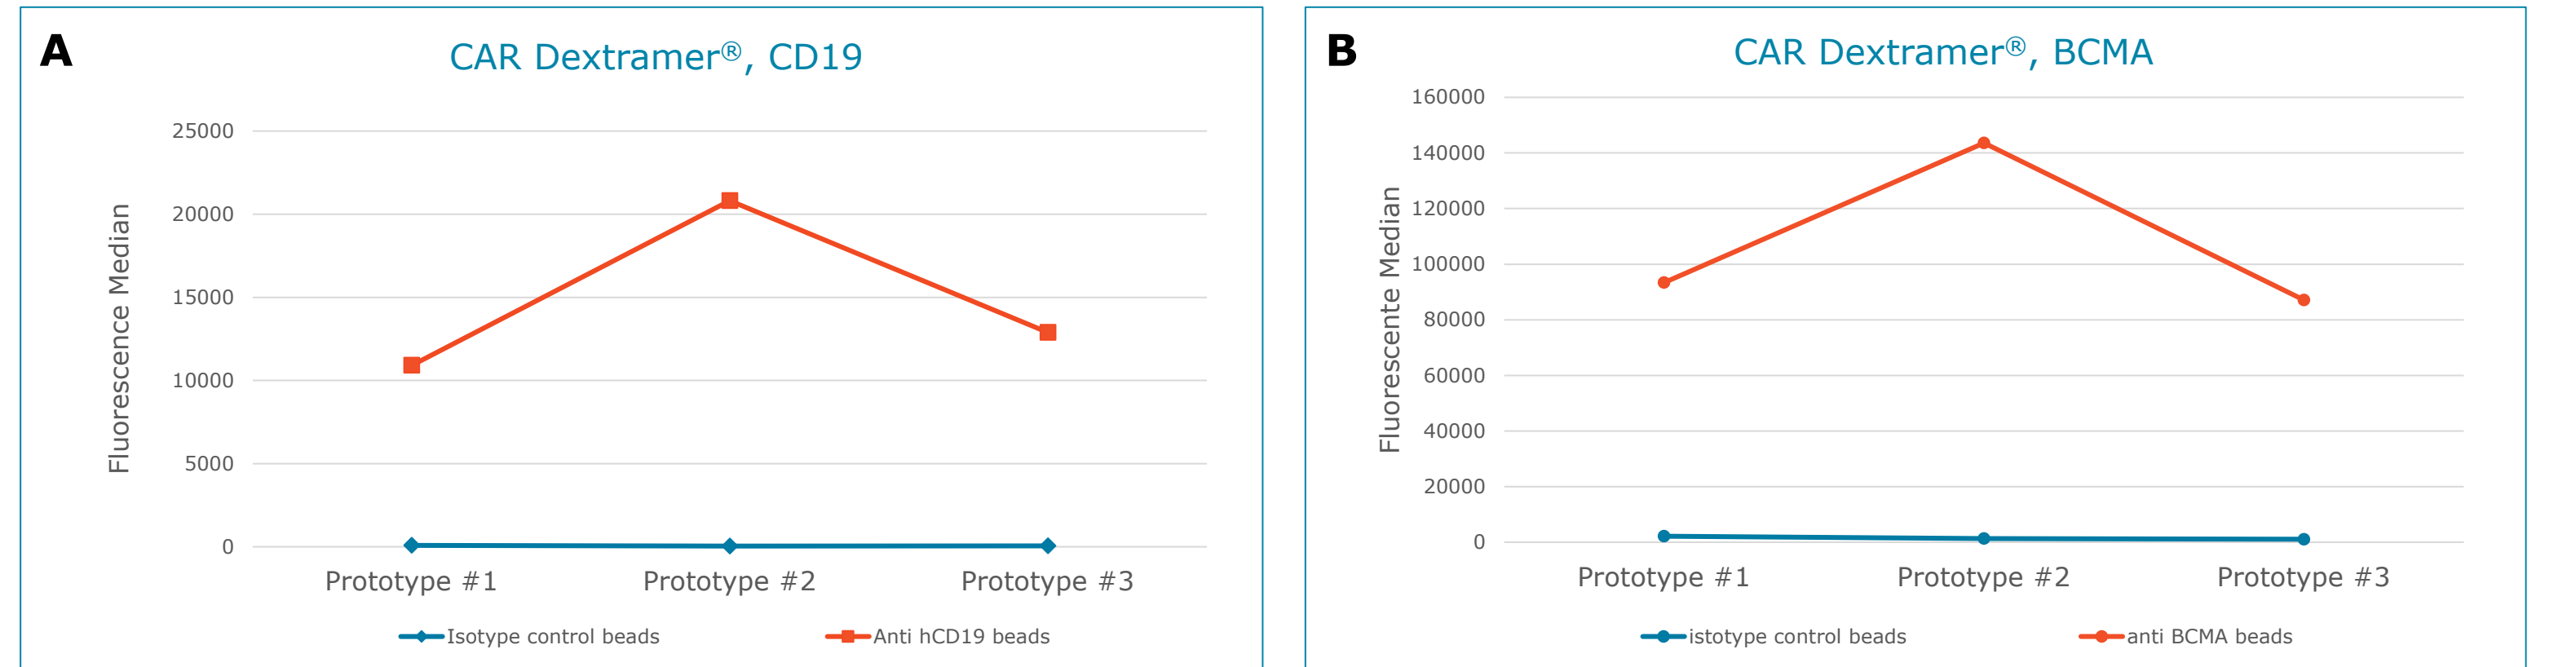 A
CAR Dextramer®, CD19
Fluorescence Median
25000
20000
15000
10000
5000
0
Prototype #1 Prototype #2 Prototype #3
Isotype control beads Anti hCD19 beads
B
CAR Dextramer®, BCMA
Fluorescente Median
160000
140000
120000
100000
80000
60000
40000
20000
0
Prototype #1 Prototype #2 Prototype #3
istotype control beads anti BCMA beads